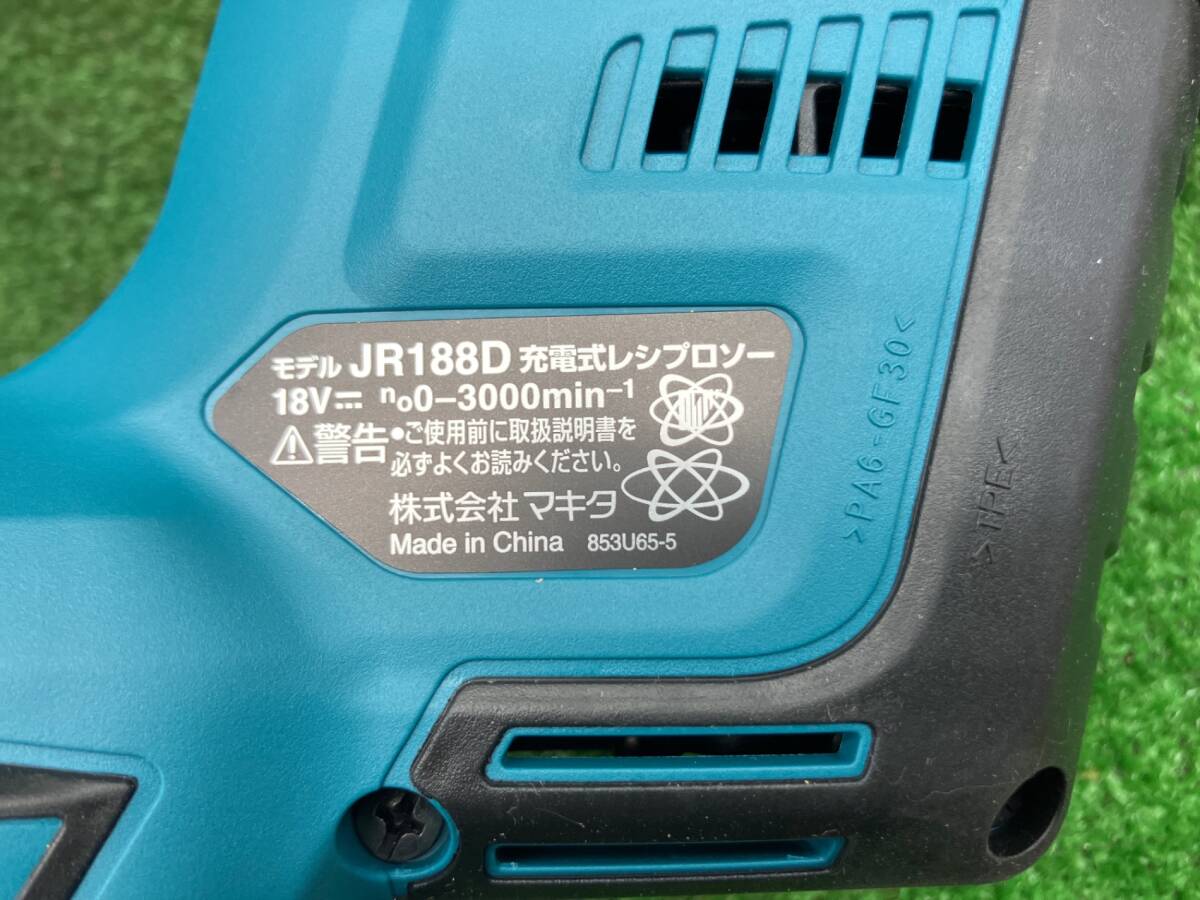 モデル JR188D 充電式レシプロソー
18V⎓ n₀0–3000min⁻¹
⚠警告 •ご使用前に取扱説明書を
必ずよくお読みください。
株式会社 マキタ
Made in China 853U65-5
>PA6-GF30<
>TPE<